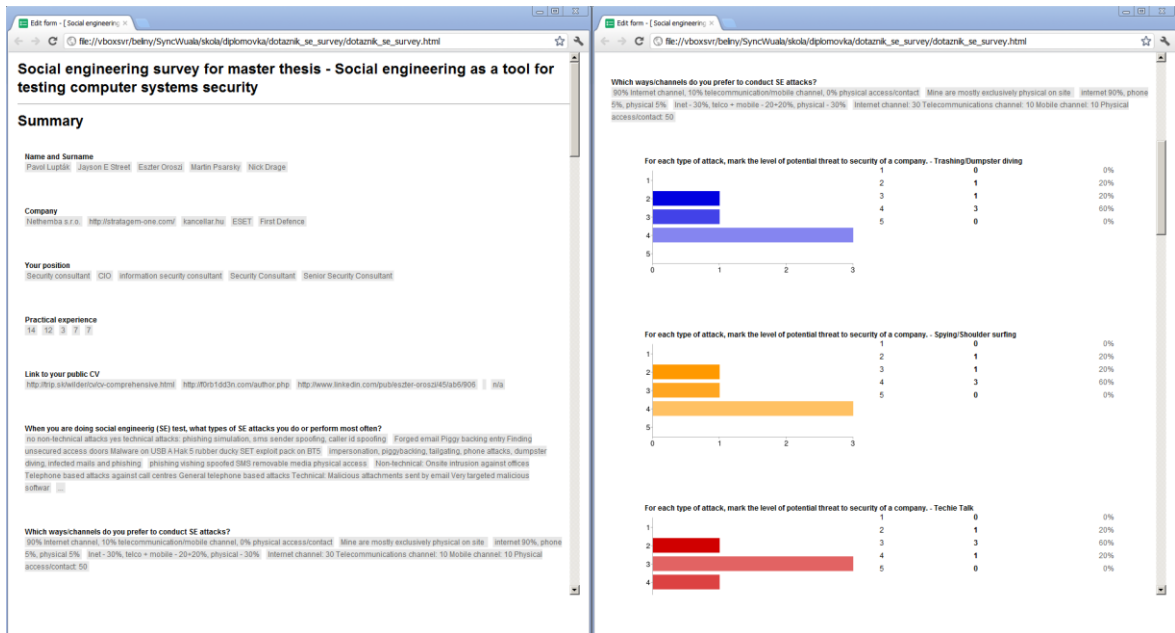 Edit form - [ Social engineering
file://vboxsvr/beliny/SyncWuala/skola/diplomovka/dotaznik_se_survey/dotaznik_se_survey.html
Social engineering survey for master thesis - Social engineering as a tool for
testing computer systems security
Summary
Name and Surname
Pavol Lupták Jayson E Street Eszter Oroszi Martin Psarsky Nick Drage
Company
Nethemba s.r.o. http://stratagem-one.com/ kancellar.hu ESET First Defence
Your position
Security consultant CIO information security consultant Security Consultant Senior Security Consultant
Practical experience
14 12 3 7 7
Link to your public CV
http://trip.sk/wilder/cv/cv-comprehensive.html http://f0rb1dd3n.com/author.php http://www.linkedin.com/pub/eszter-oroszi/45/ab6/906 . n/a
When you are doing social engineerig (SE) test, what types of SE attacks you do or perform most often?
no non-technical attacks yes technical attacks: phishing simulation, sms sender spoofing, caller id spoofing Forged email Piggy backing entry Finding
unsecured access doors Malware on USB A Hak 5 rubber ducky SET exploit pack on BT5 impersonation, piggybacking, tailgating, phone attacks, dumpster
diving, infected mails and phishing phishing vishing spoofed SMS removable media physical access Non-technical: Onsite intrusion against offices
Telephone based attacks against call centres General telephone based attacks Technical: Malicious attachments sent by email Very targeted malicious
softwar ...
Which ways/channels do you prefer to conduct SE attacks?
90% Internet channel, 10% telecommunication/mobile channel, 0% physical access/contact Mine are mostly exclusively physical on site internet 90%, phone
5%, physical 5% Inet - 30%, telco + mobile - 20+20%, physical - 30% Internet channel: 30 Telecommunications channel: 10 Mobile channel: 10 Physical
access/contact: 50
Edit form - [ Social engineering
file://vboxsvr/beliny/SyncWuala/skola/diplomovka/dotaznik_se_survey/dotaznik_se_survey.html
Which ways/channels do you prefer to conduct SE attacks?
90% Internet channel, 10% telecommunication/mobile channel, 0% physical access/contact Mine are mostly exclusively physical on site internet 90%, phone
5%, physical 5% Inet - 30%, telco + mobile - 20+20%, physical - 30% Internet channel: 30 Telecommunications channel: 10 Mobile channel: 10 Physical
access/contact: 50
For each type of attack, mark the level of potential threat to security of a company. - Trashing/Dumpster diving
1 1 0 0%
2 2 1 20%
3 3 1 20%
4 4 3 60%
5 5 0 0%
0 1 2 3
For each type of attack, mark the level of potential threat to security of a company. - Spying/Shoulder surfing
1 1 0 0%
2 2 1 20%
3 3 1 20%
4 4 3 60%
5 0 0%
0 1 2 3
For each type of attack, mark the level of potential threat to security of a company. - Techie Talk
1 1 0 0%
2 2 1 20%
3 3 3 60%
4 4 1 20%
5 0 0%